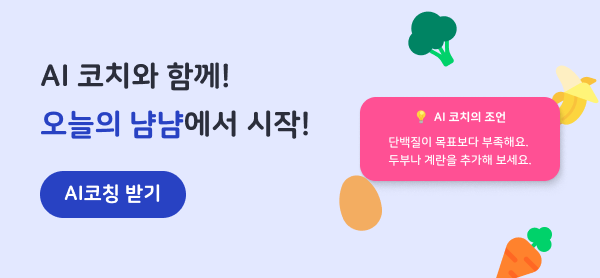 AI 코치와 함께!
오늘의 냠냠에서 시작!
AI코칭 받기
AI 코치의 조언
단백질이 목표보다 부족해요.
두부나 계란을 추가해 보세요.